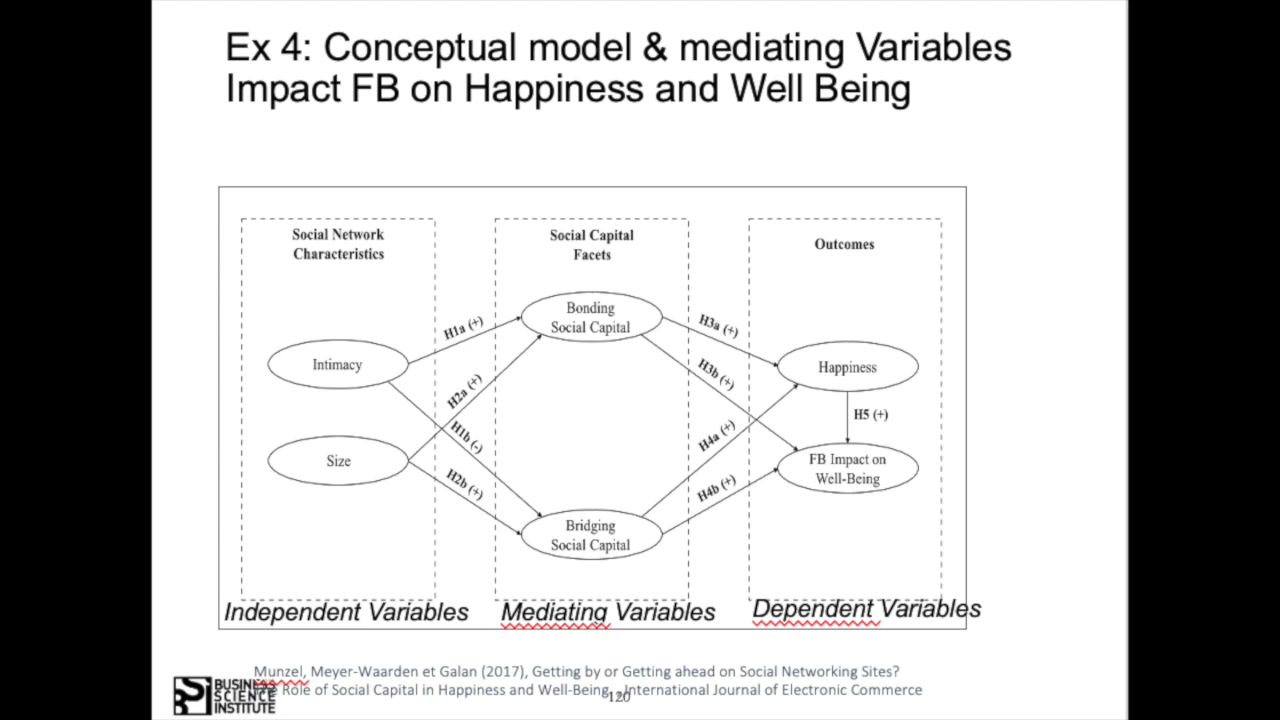 Ex 4: Conceptual model & mediating Variables
Impact FB on Happiness and Well Being
Social Network
Characteristics
Social Capital
Facets
Outcomes
Bonding
Social Capital
H1a (+)
H3a (+)
Intimacy
Happiness
H2a (+)
H3b (+)
H1b (-)
H4a (+)
H5 (+)
Size
FB Impact on
Well-Being
H2b (+)
H4b (+)
Bridging
Social Capital
Independent Variables
Mediating Variables
Dependent Variables
Munzel, Meyer-Waarden et Galan (2017), Getting by or Getting ahead on Social Networking Sites?
Role of Social Capital in Happiness and Well-Being, International Journal of Electronic Commerce
120
BUSINESS
SCIENCE
INSTITUTE